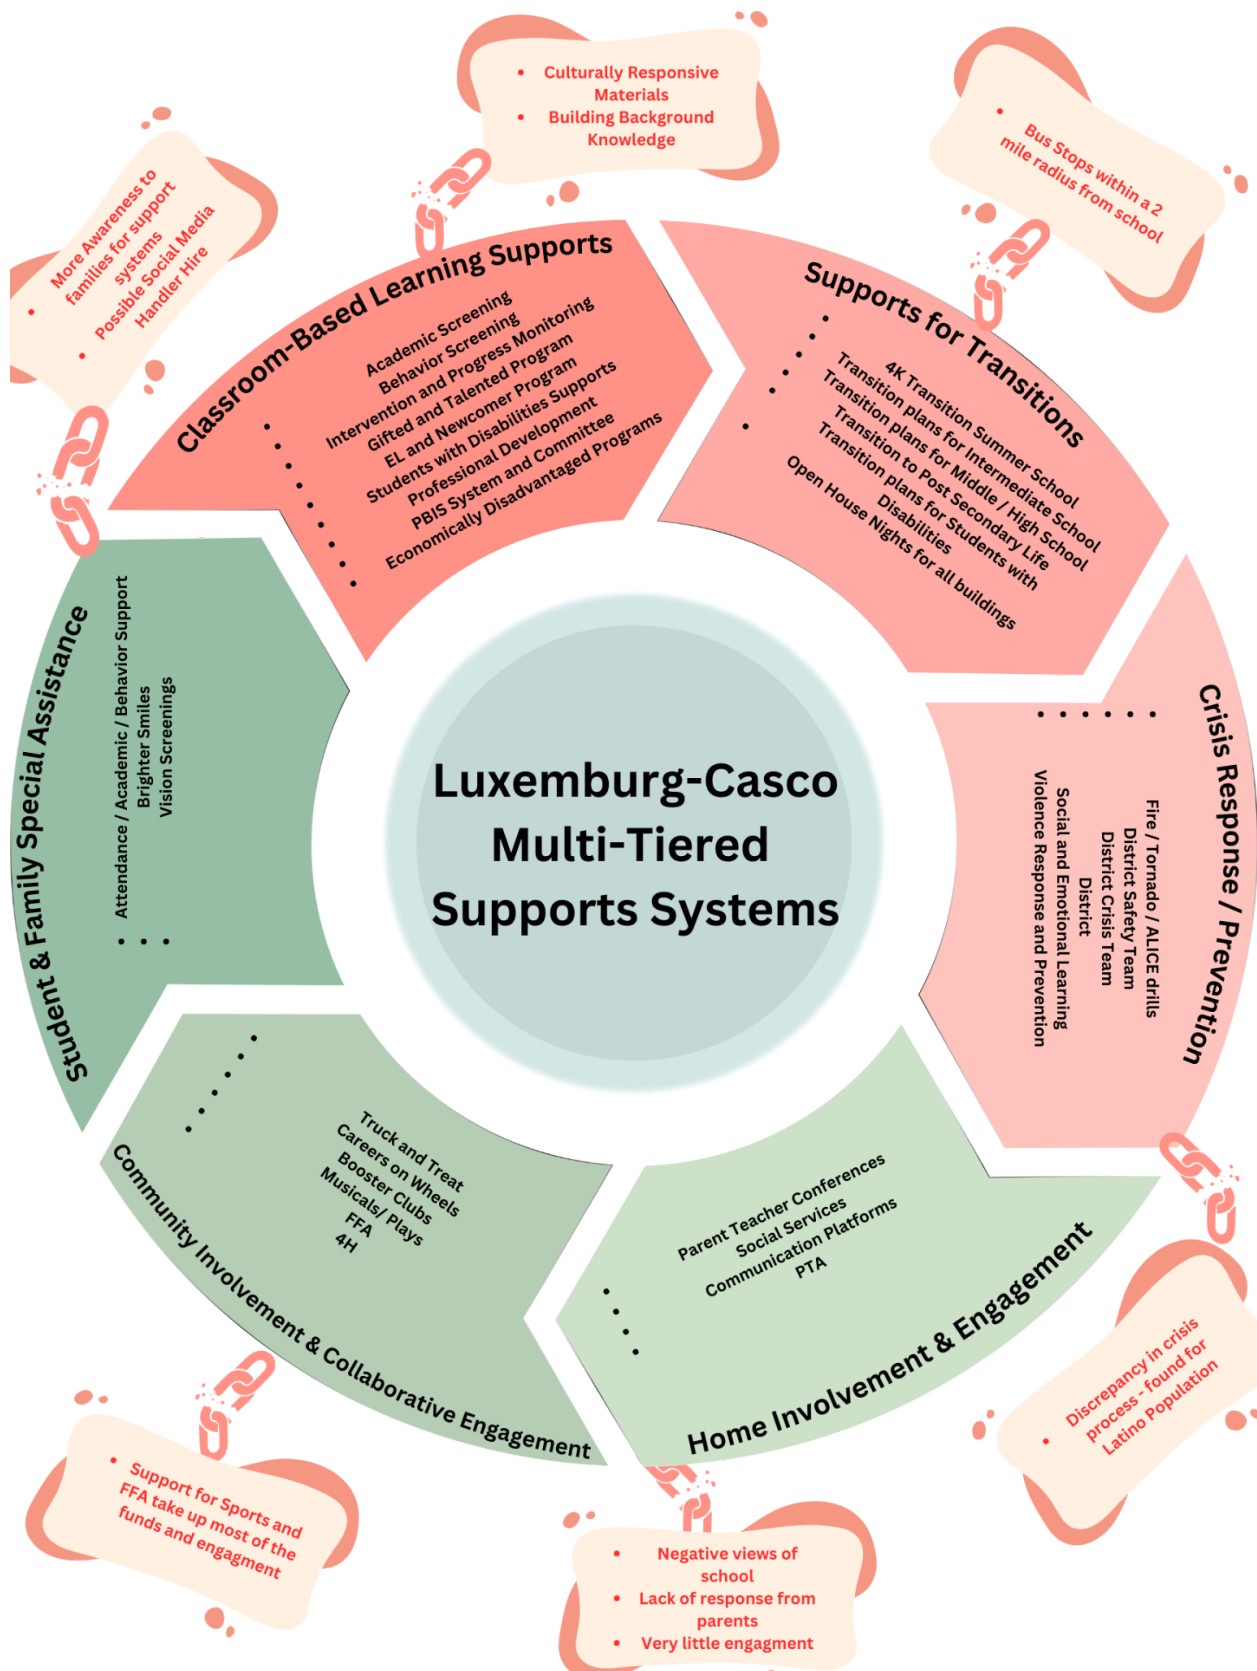 Culturally Responsive
Materials
Building Background
Knowledge
Bus Stops within a 2
mile radius from school
More Awareness to
families for support
systems
Possible Social Media
Handler Hire
Classroom-Based Learning Supports
Academic Screening
Behavior Screening
Intervention and Progress Monitoring
Gifted and Talented Program
EL and Newcomer Program
Students with Disabilities Supports
Professional Development
PBIS System and Committee
Economically Disadvantaged Programs
Supports for Transitions
4K Transition Summer School
Transition plans for Intermediate School
Transition plans for Middle / High School
Transition to Post Secondary Life
Transition plans for Students with
Disabilities
Open House Nights for all buildings
Crisis Response / Prevention
Fire / Tornado / ALICE drills
District Safety Team
District Crisis Team
District
Social and Emotional Learning
Violence Response and Prevention
Student & Family Special Assistance
Attendance / Academic / Behavior Support
Brighter Smiles
Vision Screenings
Luxemburg-Casco
Multi-Tiered
Supports Systems
Community Involvement & Collaborative Engagement
Truck and Treat
Careers on Wheels
Booster Clubs
Musicals/ Plays
FFA
4H
Home Involvement & Engagement
Parent Teacher Conferences
Social Services
Communication Platforms
PTA
Discrepancy in crisis
process - found for
Latino Population
Support for Sports and
FFA take up most of the
funds and engagment
Negative views of
school
Lack of response from
parents
Very little engagment